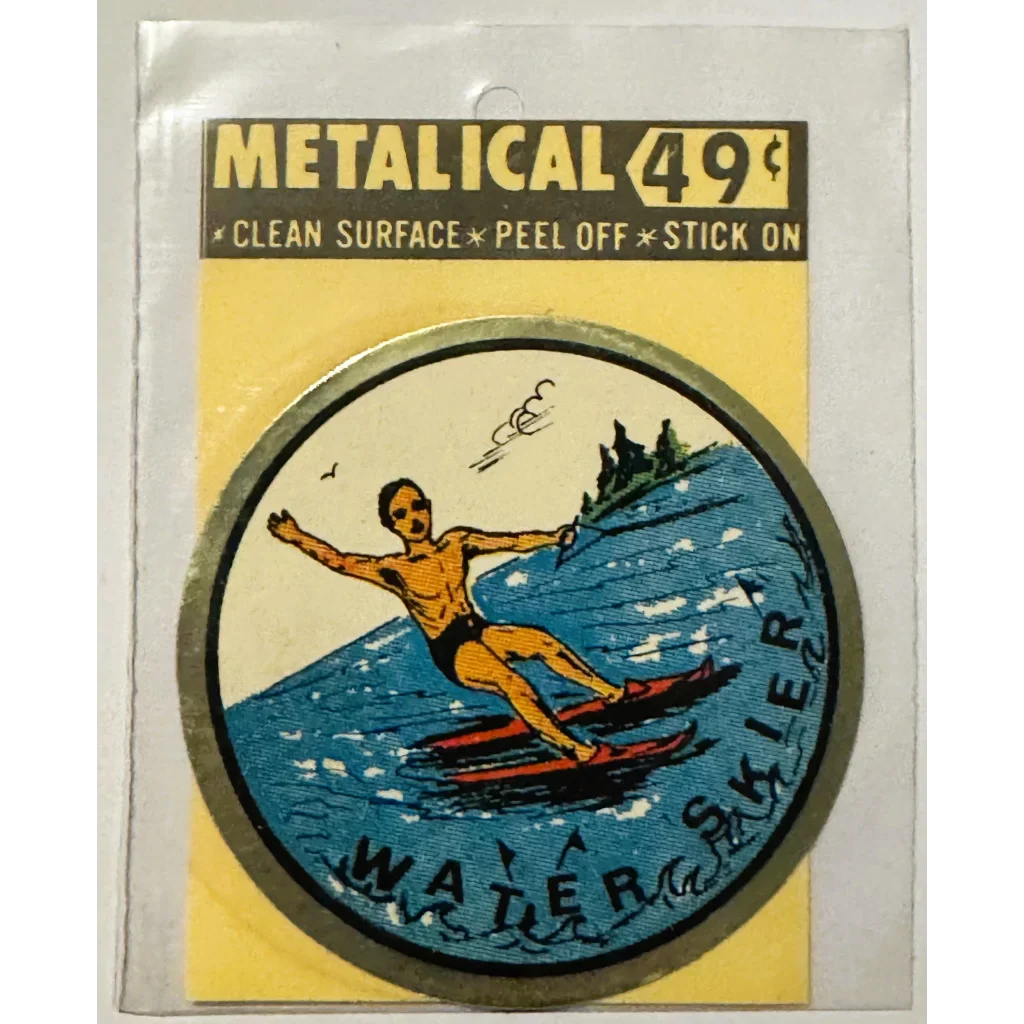 METALICAL 49¢
* CLEAN SURFACE * PEEL OFF * STICK ON
WATER SKIER